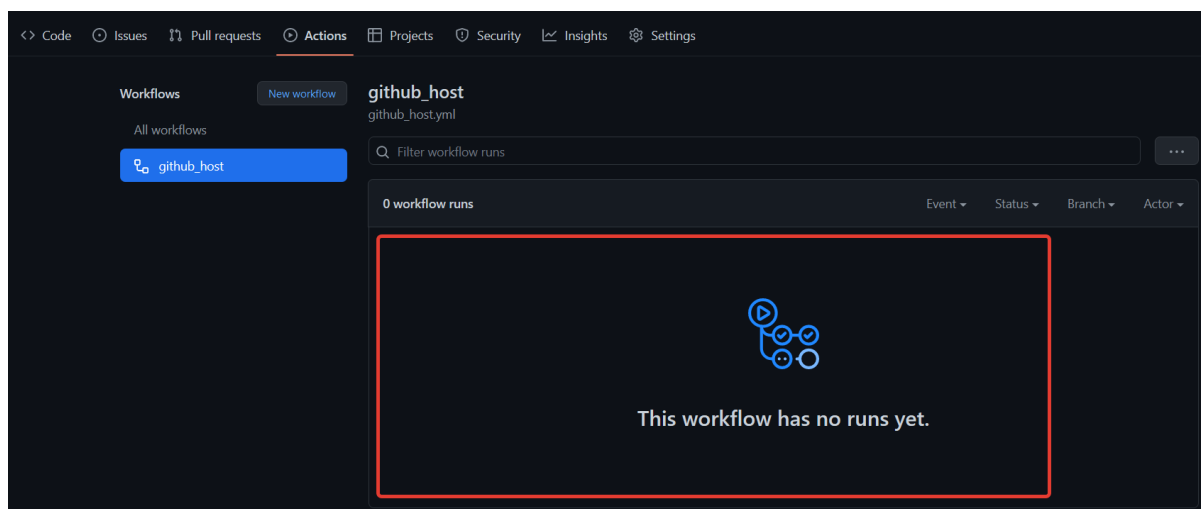 <> Code Issues Pull requests Actions Projects Security Insights Settings
Workflows New workflow
All workflows
github_host
github_host
github_host.yml
Filter workflow runs ...
0 workflow runs Event Status Branch Actor
This workflow has no runs yet.